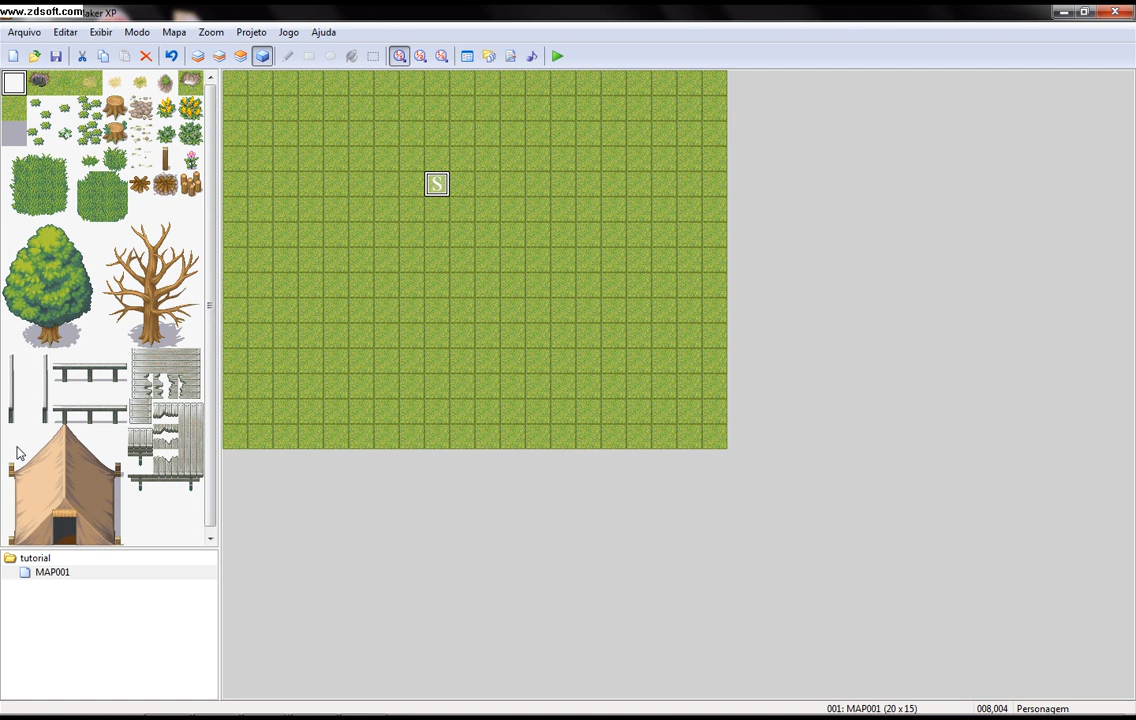 www.zdsoft.com aker XP
Arquivo Editar Exibir Modo Mapa Zoom Projeto Jogo Ajuda
S
tutorial
MAP001
001: MAP001 (20 x 15) 008,004 Personagem